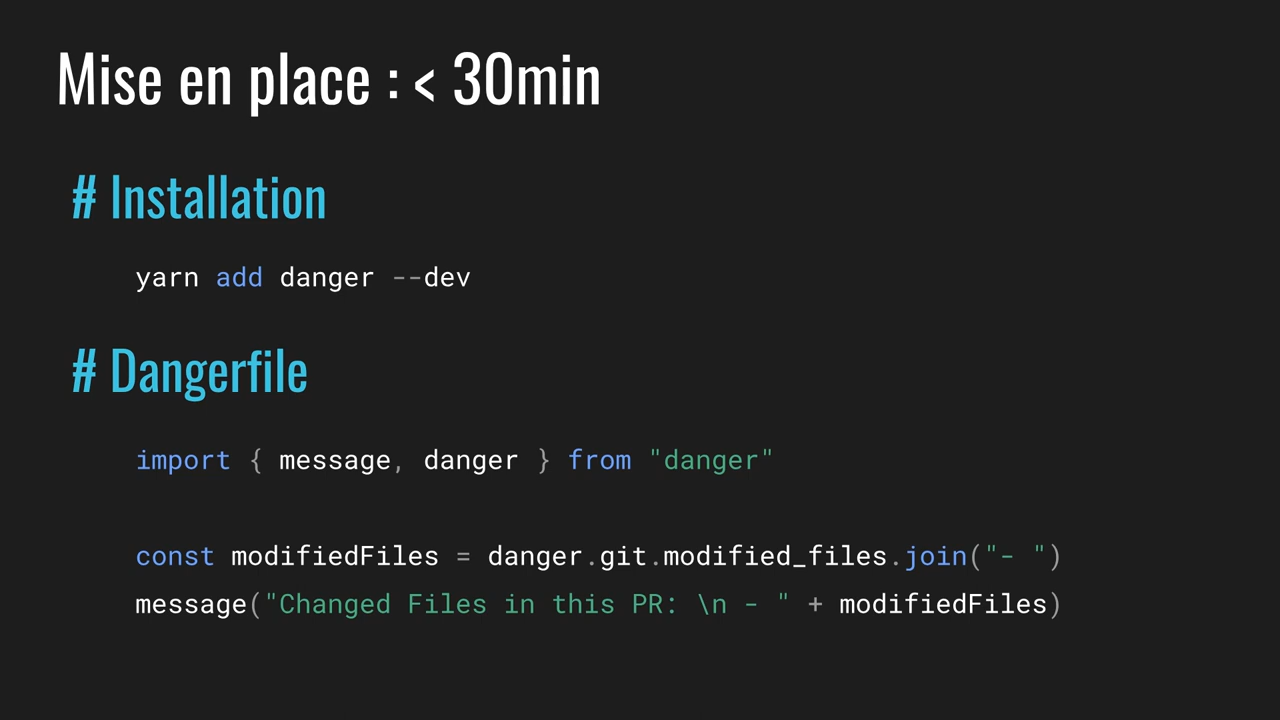 Mise en place : < 30min
# Installation
yarn add danger --dev
# Dangerfile
import { message, danger } from "danger"
const modifiedFiles = danger.git.modified_files.join("- ")
message("Changed Files in this PR: \n - " + modifiedFiles)